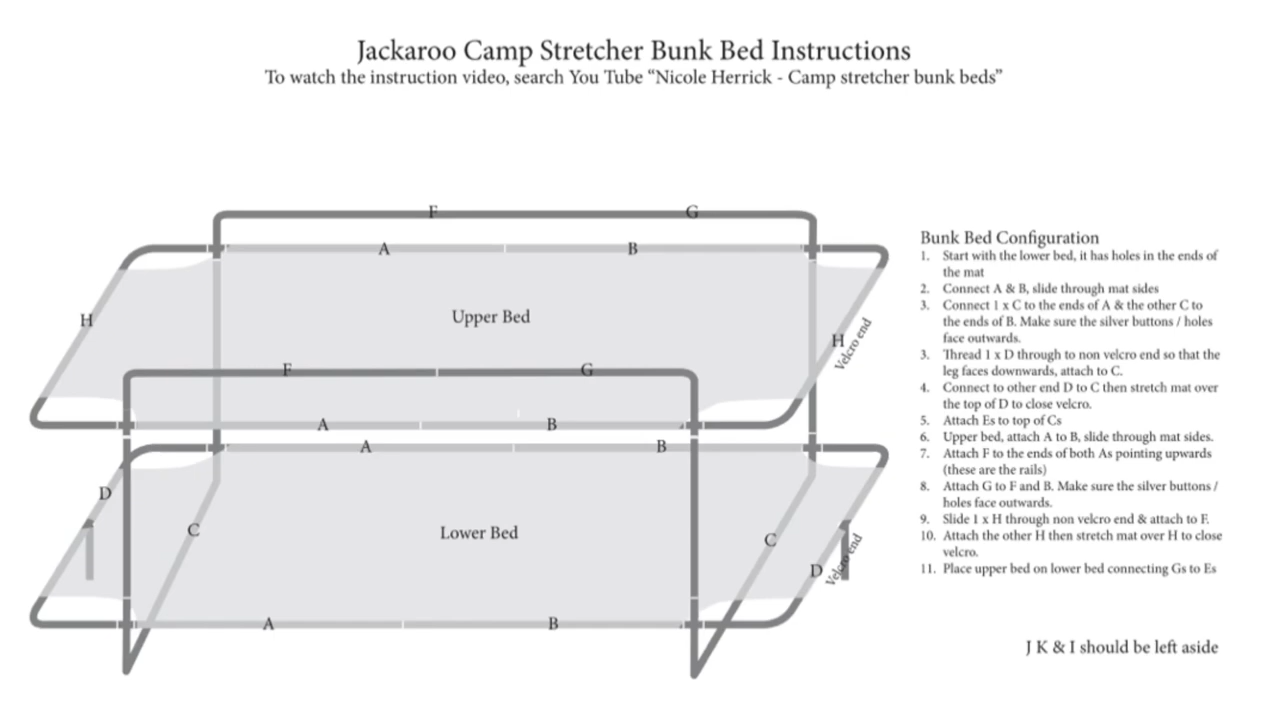 Jackaroo Camp Stretcher Bunk Bed Instructions
To watch the instruction video, search You Tube “Nicole Herrick - Camp stretcher bunk beds”
F
G
A
B
Upper Bed
H
H
Velcro end
F
G
A
B
A
B
D
C
Lower Bed
C
D
Velcro end
A
B
Bunk Bed Configuration
1. Start with the lower bed, it has holes in the ends of
the mat
2. Connect A & B, slide through mat sides
3. Connect 1 x C to the ends of A & the other C to
the ends of B. Make sure the silver buttons / holes
face outwards.
3. Thread 1 x D through to non velcro end so that the
leg faces downwards, attach to C.
4. Connect to other end D to C then stretch mat over
the top of D to close velcro.
5. Attach Es to top of Cs
6. Upper bed, attach A to B, slide through mat sides.
7. Attach F to the ends of both As pointing upwards
(these are the rails)
8. Attach G to F and B. Make sure the silver buttons /
holes face outwards.
9. Slide 1 x H through non velcro end & attach to F.
10. Attach the other H then stretch mat over H to close
velcro.
11. Place upper bed on lower bed connecting Gs to Es
J K & I should be left aside